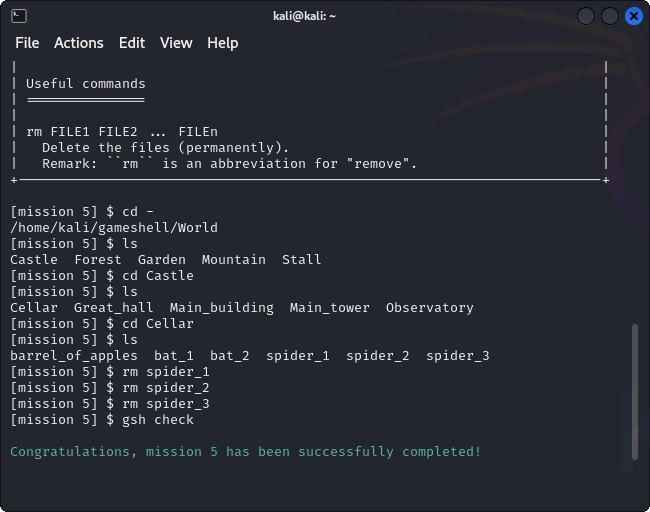 kali@kali: ~
File Actions Edit View Help
|                                                                          |
| Useful commands                                                          |
| ===============                                                          |
|                                                                          |
| rm FILE1 FILE2 ... FILEn                                                 |
|   Delete the files (permanently).                                        |
|   Remark: ``rm`` is an abbreviation for "remove".                        |
+--------------------------------------------------------------------------+
[mission 5] $ cd -
/home/kali/gameshell/World
[mission 5] $ ls
Castle  Forest  Garden  Mountain  Stall
[mission 5] $ cd Castle
[mission 5] $ ls
Cellar  Great_hall  Main_building  Main_tower  Observatory
[mission 5] $ cd Cellar
[mission 5] $ ls
barrel_of_apples  bat_1  bat_2  spider_1  spider_2  spider_3
[mission 5] $ rm spider_1
[mission 5] $ rm spider_2
[mission 5] $ rm spider_3
[mission 5] $ gsh check
Congratulations, mission 5 has been successfully completed!